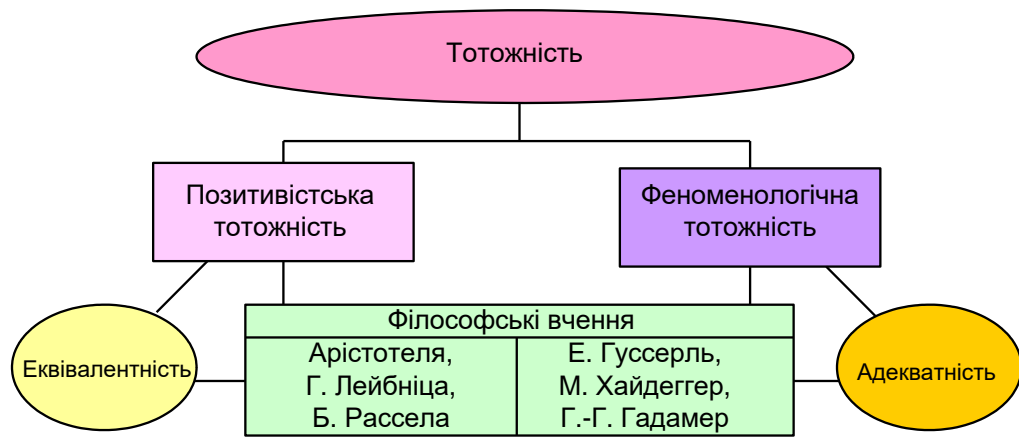 Тотожність
Позитивістська
тотожність
Феноменологічна
тотожність
Еквівалентність
Філософські вчення
Арістотеля,
Г. Лейбніца,
Б. Рассела
Е. Гуссерль,
М. Хайдеггер,
Г.-Г. Гадамер
Адекватність